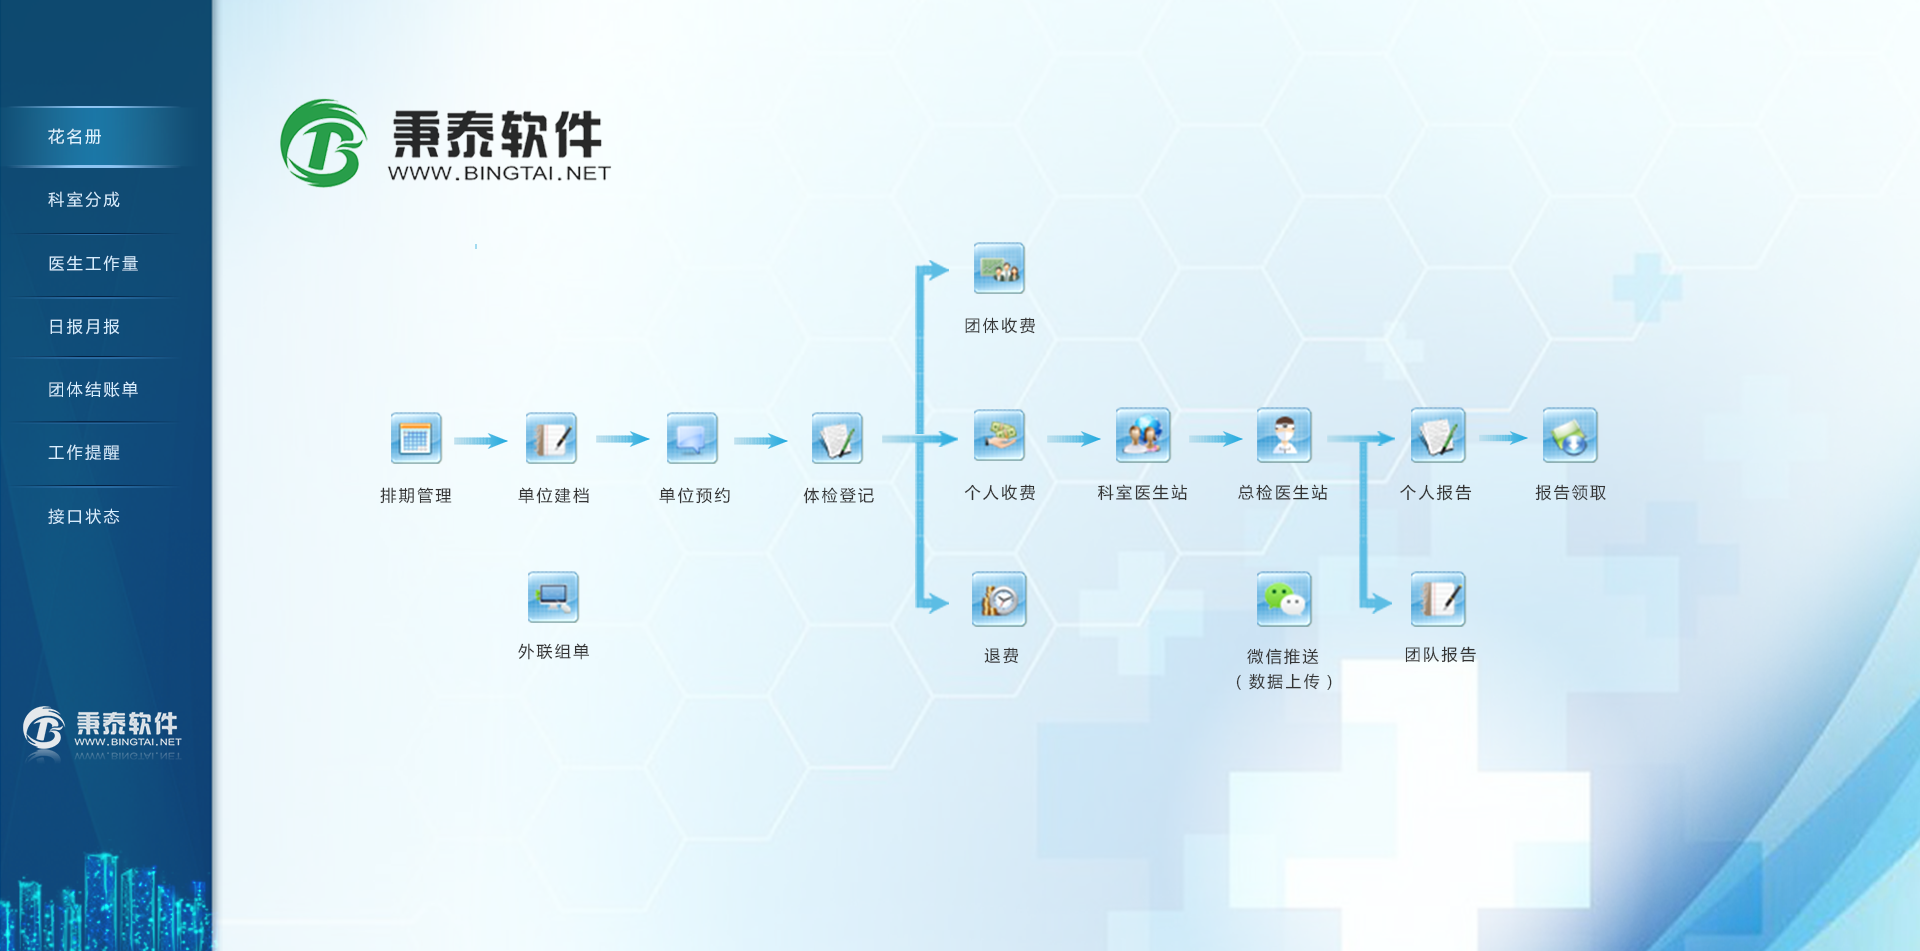 花名册
科室分成
医生工作量
日报月报
团体结账单
工作提醒
接口状态
秉泰软件
WWW.BINGTAI.NET
秉泰软件
WWW.BINGTAI.NET
团体收费
排期管理
单位建档
单位预约
体检登记
个人收费
科室医生站
总检医生站
个人报告
报告领取
外联组单
退费
微信推送
（数据上传）
团队报告